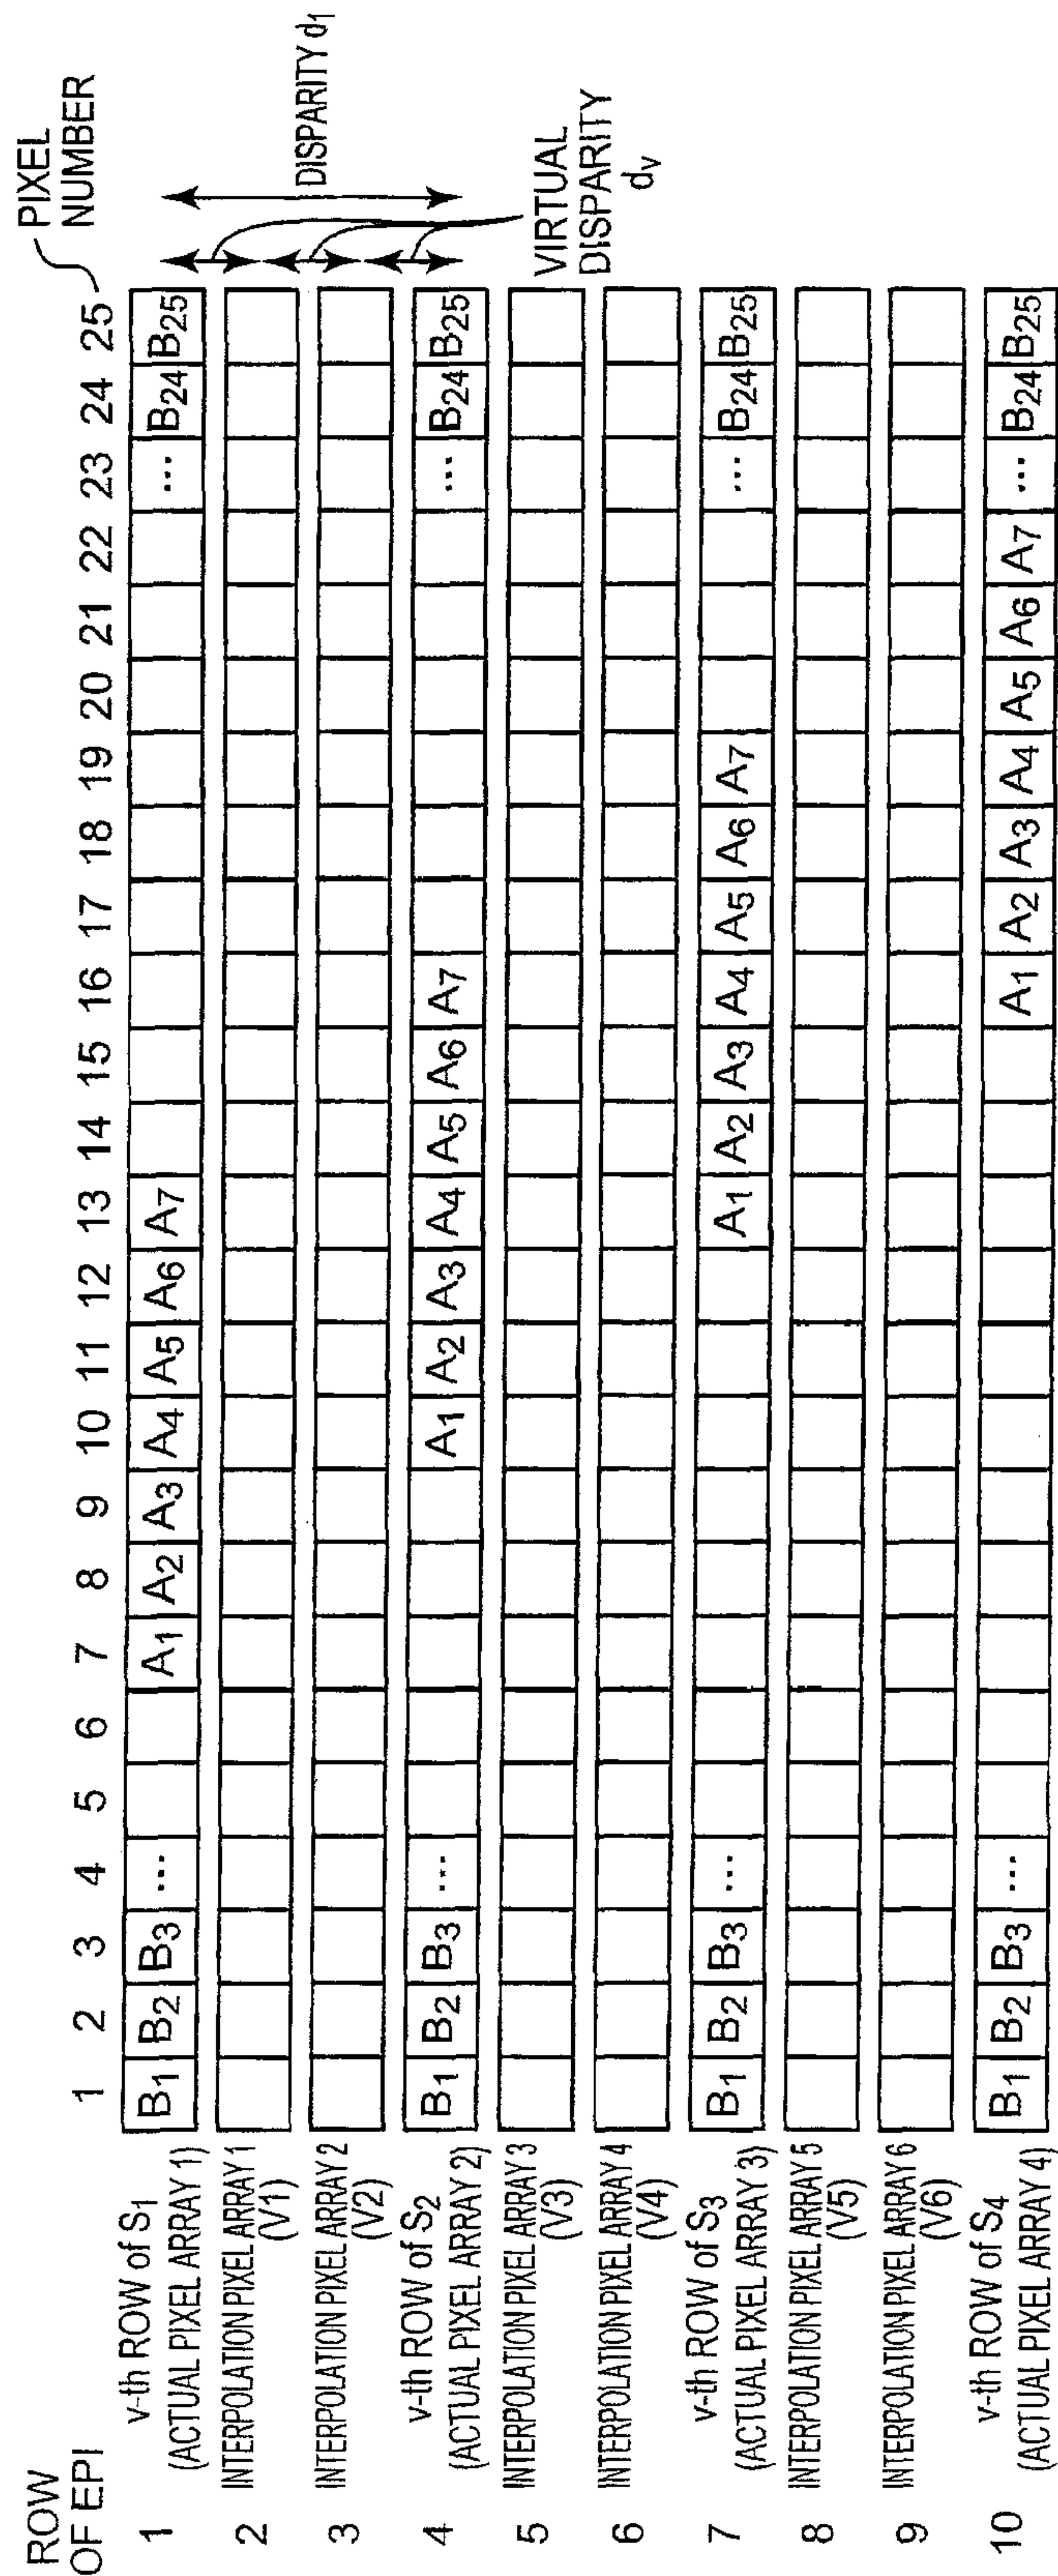 ROW
OF EPI
PIXEL
NUMBER
1 2 3 4 5 6 7 8 9 10 11 12 13 14 15 16 17 18 19 20 21 22 23 24 25
1
v-th ROW of S1
(ACTUAL PIXEL ARRAY 1)
B1 B2 B3 ... A1 A2 A3 A4 A5 A6 A7 ... B24 B25
2
INTERPOLATION PIXEL ARRAY 1
(V1)
3
INTERPOLATION PIXEL ARRAY 2
(V2)
4
v-th ROW of S2
(ACTUAL PIXEL ARRAY 2)
B1 B2 B3 ... A1 A2 A3 A4 A5 A6 A7 ... B24 B25
5
INTERPOLATION PIXEL ARRAY 3
(V3)
6
INTERPOLATION PIXEL ARRAY 4
(V4)
7
v-th ROW of S3
(ACTUAL PIXEL ARRAY 3)
B1 B2 B3 ... A1 A2 A3 A4 A5 A6 A7 ... B24 B25
8
INTERPOLATION PIXEL ARRAY 5
(V5)
9
INTERPOLATION PIXEL ARRAY 6
(V6)
10
v-th ROW of S4
(ACTUAL PIXEL ARRAY 4)
B1 B2 B3 ... A1 A2 A3 A4 A5 A6 A7 ... B24 B25
DISPARITY d1
VIRTUAL
DISPARITY
dv